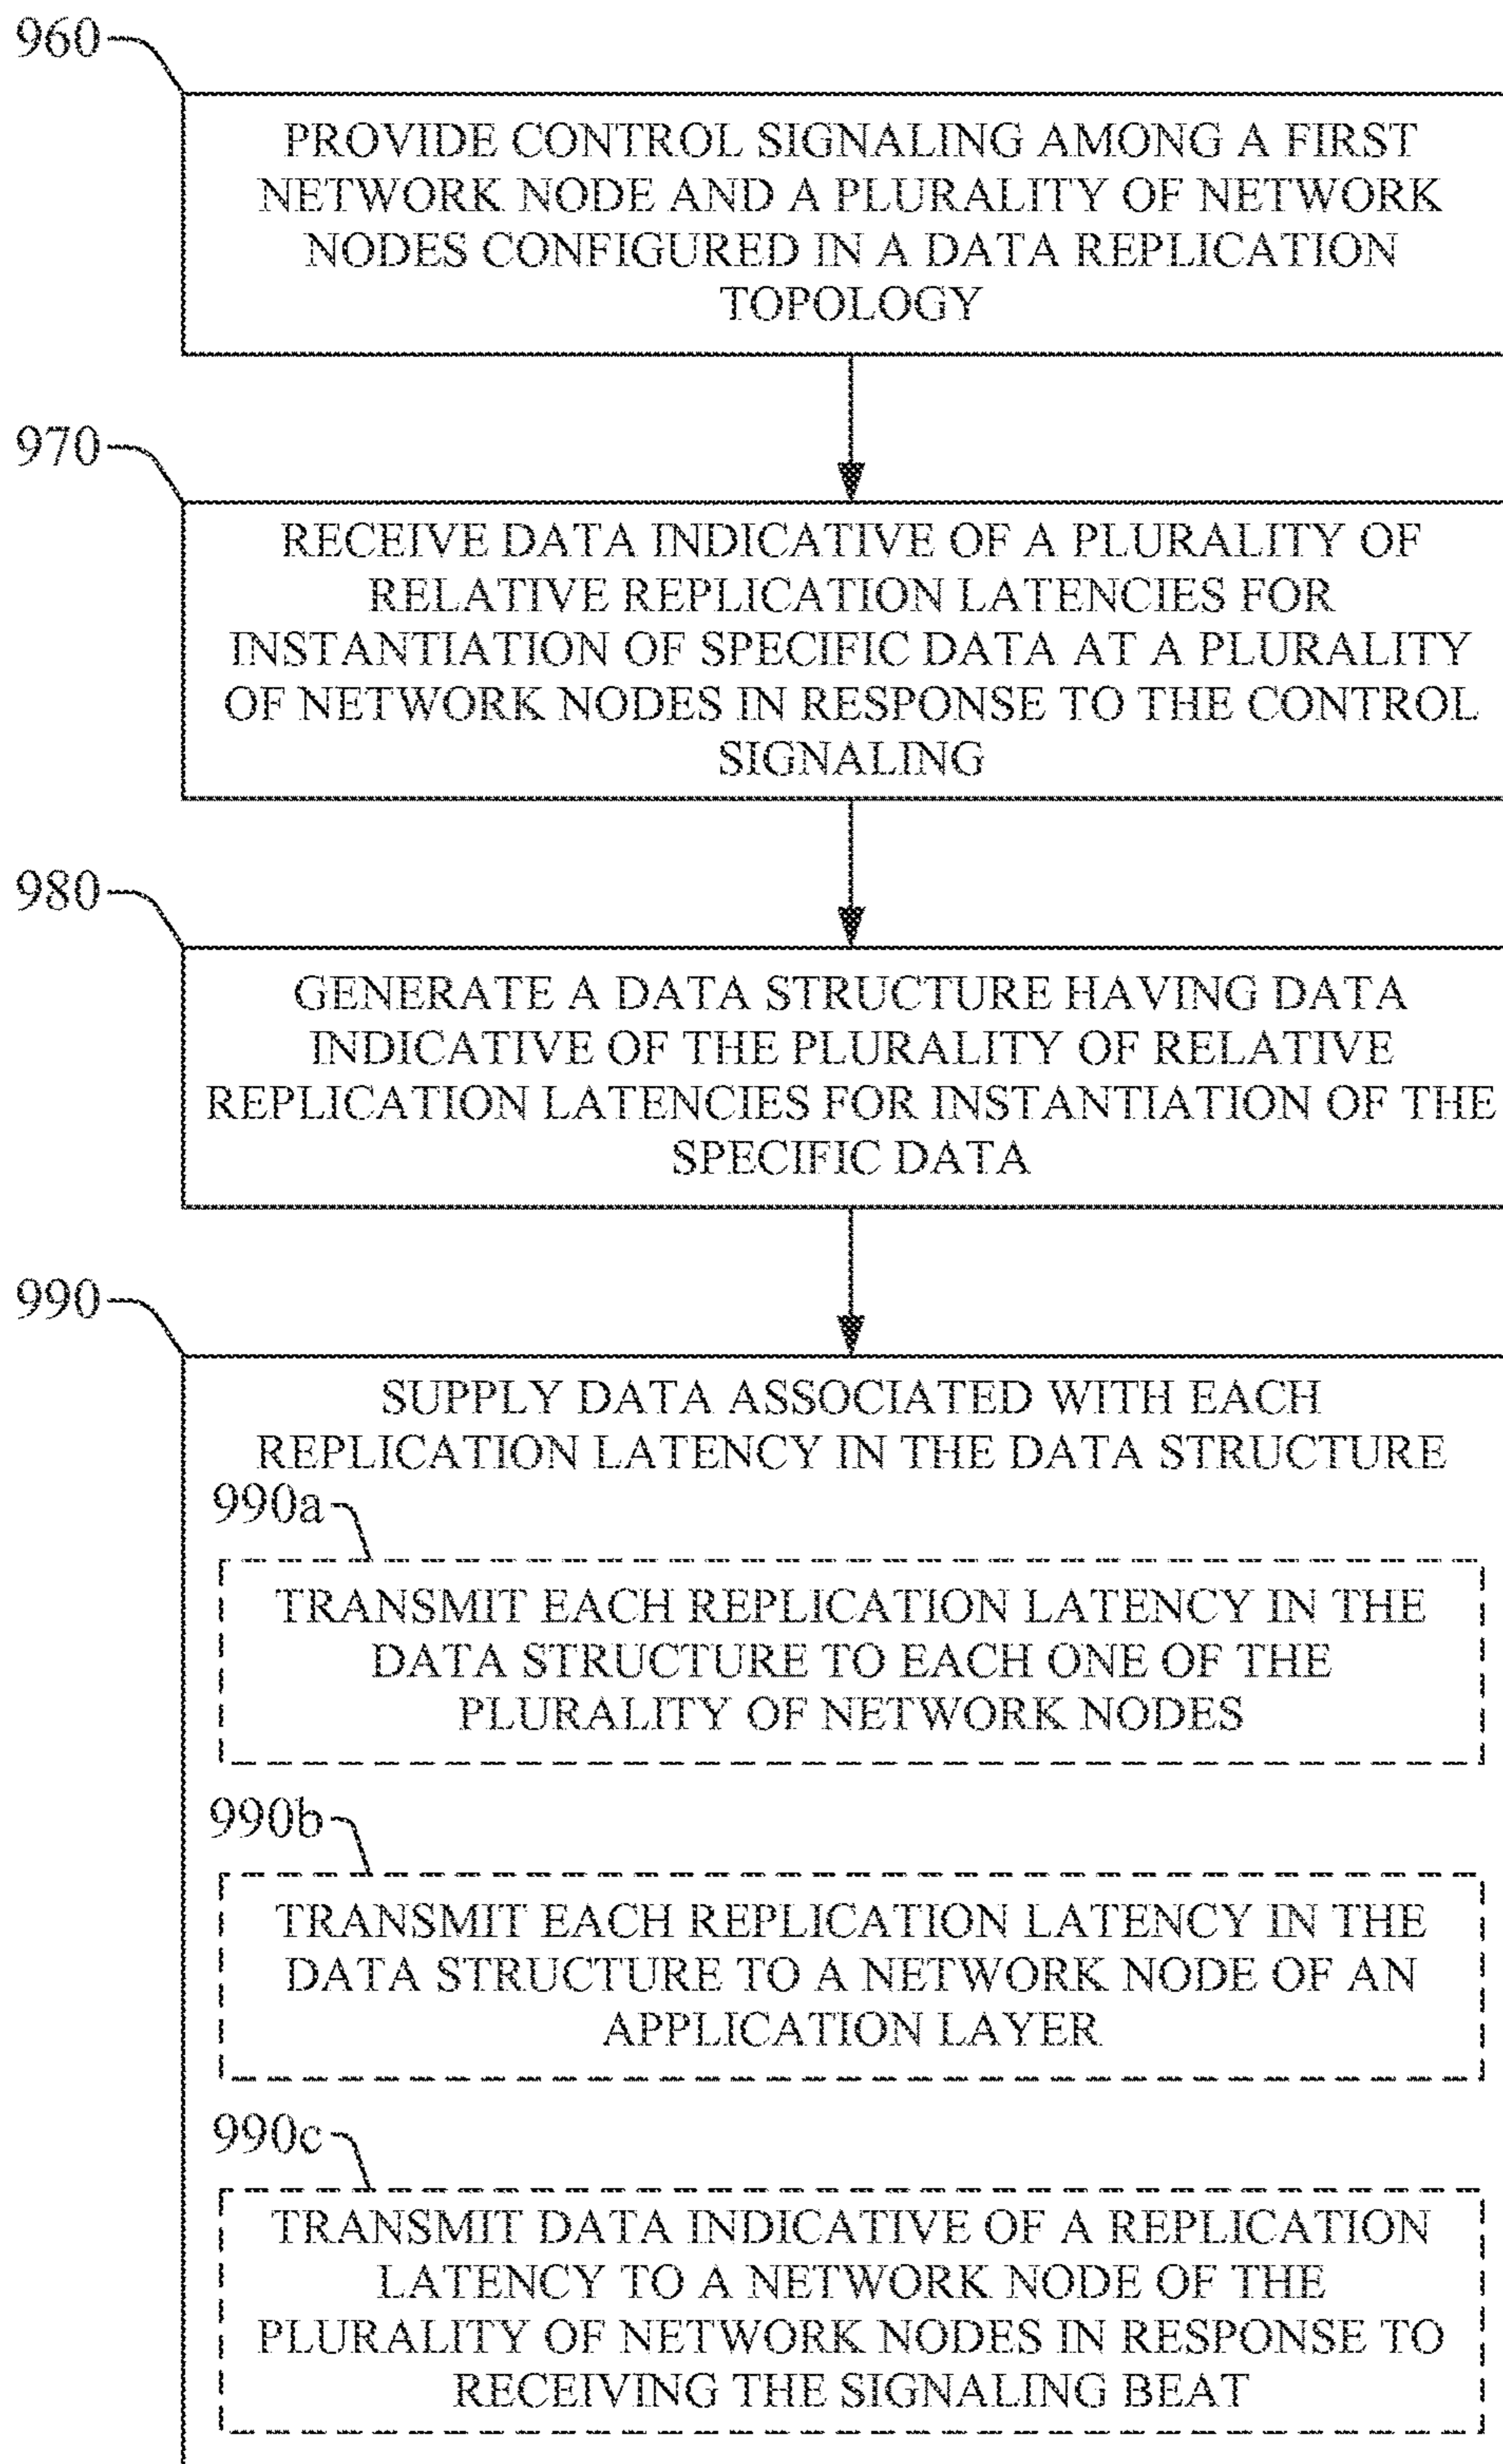 960
PROVIDE CONTROL SIGNALING AMONG A FIRST
NETWORK NODE AND A PLURALITY OF NETWORK
NODES CONFIGURED IN A DATA REPLICATION
TOPOLOGY
970
RECEIVE DATA INDICATIVE OF A PLURALITY OF
RELATIVE REPLICATION LATENCIES FOR
INSTANTIATION OF SPECIFIC DATA AT A PLURALITY
OF NETWORK NODES IN RESPONSE TO THE CONTROL
SIGNALING
980
GENERATE A DATA STRUCTURE HAVING DATA
INDICATIVE OF THE PLURALITY OF RELATIVE
REPLICATION LATENCIES FOR INSTANTIATION OF THE
SPECIFIC DATA
990
SUPPLY DATA ASSOCIATED WITH EACH
REPLICATION LATENCY IN THE DATA STRUCTURE
990a
TRANSMIT EACH REPLICATION LATENCY IN THE
DATA STRUCTURE TO EACH ONE OF THE
PLURALITY OF NETWORK NODES
990b
TRANSMIT EACH REPLICATION LATENCY IN THE
DATA STRUCTURE TO A NETWORK NODE OF AN
APPLICATION LAYER
990c
TRANSMIT DATA INDICATIVE OF A REPLICATION
LATENCY TO A NETWORK NODE OF THE
PLURALITY OF NETWORK NODES IN RESPONSE TO
RECEIVING THE SIGNALING BEAT